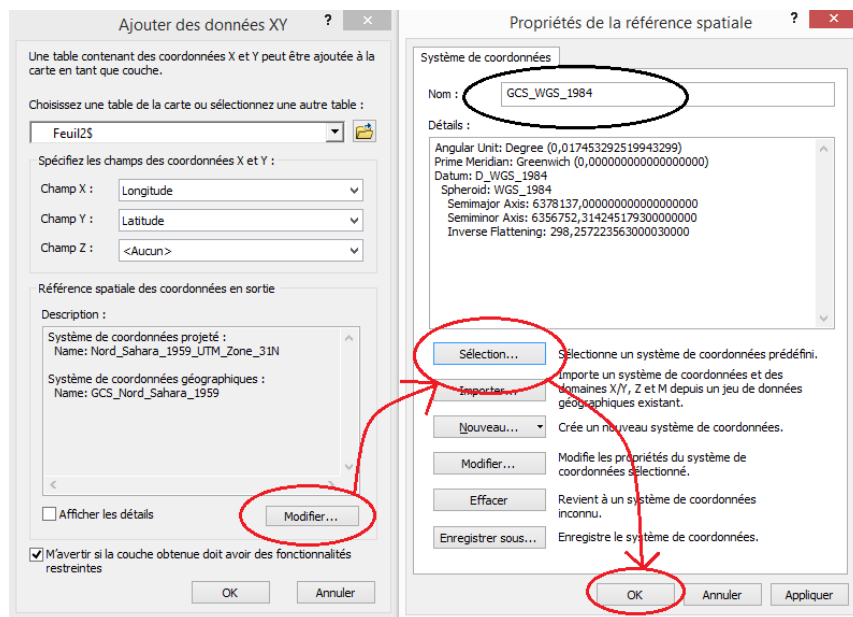 Ajouter des données XY
?
×
Une table contenant des coordonnées X et Y peut être ajoutée à la
carte en tant que couche.
Choisissez une table de la carte ou sélectionnez une autre table :
Feuil2$
Spécifiez les champs des coordonnées X et Y :
Champ X :
Longitude
Champ Y :
Latitude
Champ Z :
<Aucun>
Référence spatiale des coordonnées en sortie
Description :
Système de coordonnées projeté :
Name: Nord_Sahara_1959_UTM_Zone_31N
Système de coordonnées géographiques :
Name: GCS_Nord_Sahara_1959
Afficher les détails
Modifier...
M'avertir si la couche obtenue doit avoir des fonctionnalités
restreintes
OK
Annuler
Propriétés de la référence spatiale
?
×
Système de coordonnées
Nom :
GCS_WGS_1984
Détails :
Angular Unit: Degree (0,017453292519943299)
Prime Meridian: Greenwich (0,000000000000000000)
Datum: D_WGS_1984
Spheroid: WGS_1984
Semimajor Axis: 6378137,000000000000000000
Semiminor Axis: 6356752,314245179300000000
Inverse Flattening: 298,257223563000030000
Sélection...
Sélectionne un système de coordonnées prédéfini.
Importer...
Importe un système de coordonnées et des
domaines X/Y, Z et M depuis un jeu de données
géographiques existant.
Nouveau...
Crée un nouveau système de coordonnées.
Modifier...
Modifie les propriétés du système de
coordonnées sélectionné.
Effacer
Revient à un système de coordonnées
inconnu.
Enregistrer sous...
Enregistre le système de coordonnées.
OK
Annuler
Appliquer